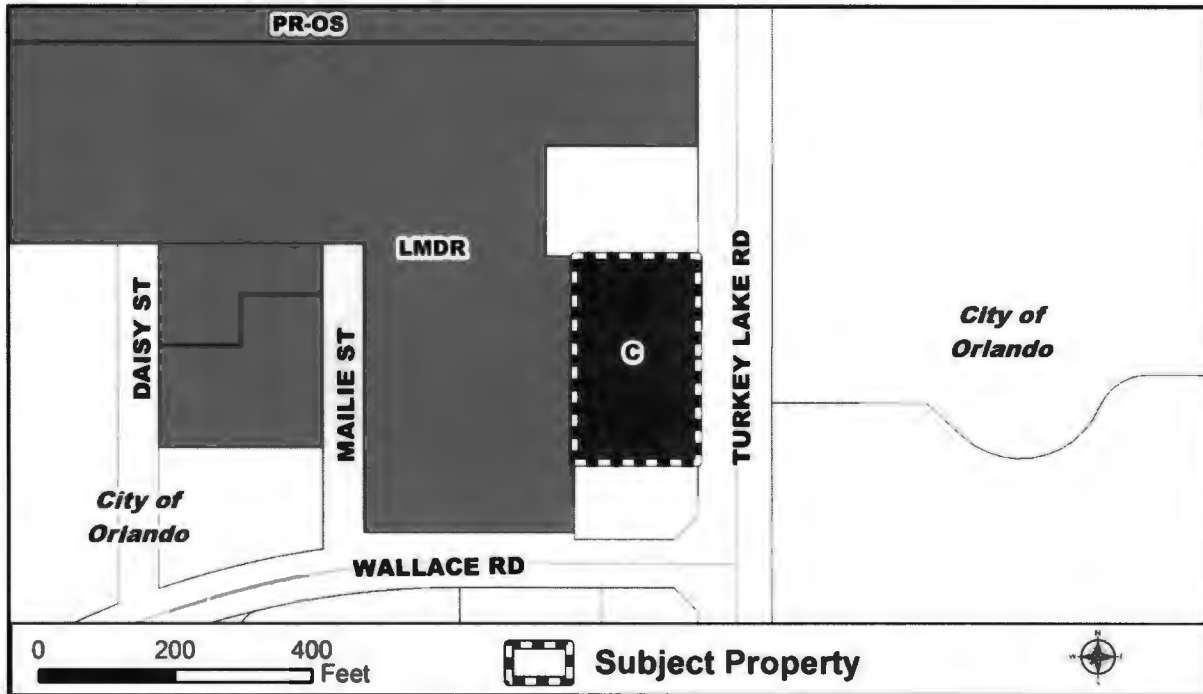 PR-OS
LMDR
C
DAISY ST
MAILIE ST
TURKEY LAKE RD
City of
Orlando
City of
Orlando
WALLACE RD
0 200 400
Feet
Subject Property
N
W E
S